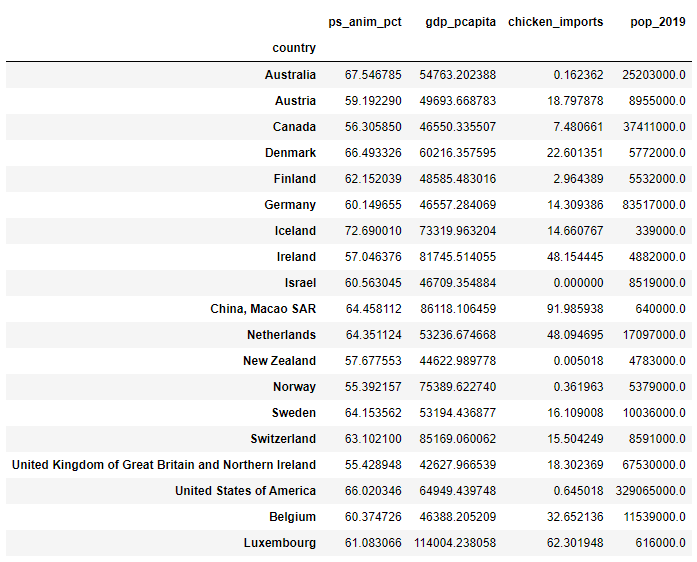 ps_anim_pct gdp_pcapita chicken_imports pop_2019
country
Australia 67.546785 54763.202388 0.162362 25203000.0
Austria 59.192290 49693.668783 18.797878 8955000.0
Canada 56.305850 46550.335507 7.480661 37411000.0
Denmark 66.493326 60216.357595 22.601351 5772000.0
Finland 62.152039 48585.483016 2.964389 5532000.0
Germany 60.149655 46557.284069 14.309386 83517000.0
Iceland 72.690010 73319.963204 14.660767 339000.0
Ireland 57.046376 81745.514055 48.154445 4882000.0
Israel 60.563045 46709.354884 0.000000 8519000.0
China, Macao SAR 64.458112 86118.106459 91.985938 640000.0
Netherlands 64.351124 53236.674668 48.094695 17097000.0
New Zealand 57.677553 44622.989778 0.005018 4783000.0
Norway 55.392157 75389.622740 0.361963 5379000.0
Sweden 64.153562 53194.436877 16.109008 10036000.0
Switzerland 63.102100 85169.060062 15.504249 8591000.0
United Kingdom of Great Britain and Northern Ireland 55.428948 42627.966539 18.302369 67530000.0
United States of America 66.020346 64949.439748 0.645018 329065000.0
Belgium 60.374726 46388.205209 32.652136 11539000.0
Luxembourg 61.083066 114004.238058 62.301948 616000.0